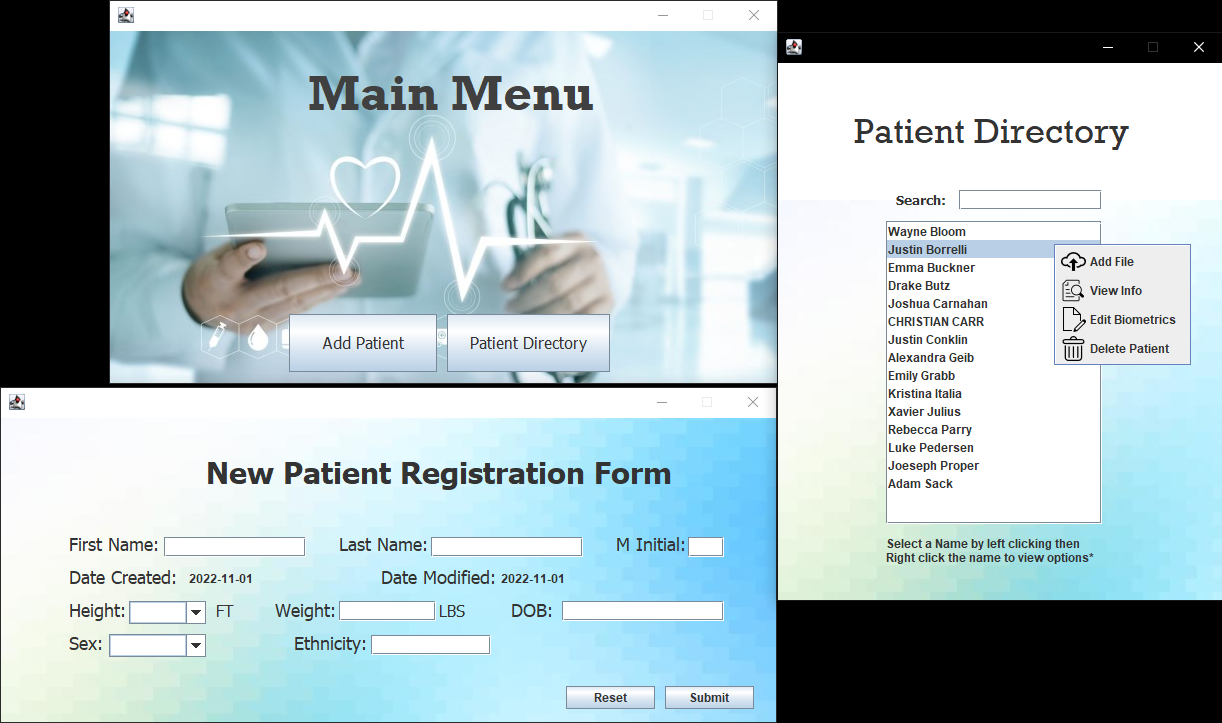 Main Menu
Add Patient
Patient Directory
New Patient Registration Form
First Name:
Last Name:
M Initial:
Date Created: 2022-11-01
Date Modified: 2022-11-01
Height: FT
Weight: LBS
DOB:
Sex:
Ethnicity:
Reset
Submit
Patient Directory
Search:
Wayne Bloom
Justin Borrelli
Emma Buckner
Drake Butz
Joshua Carnahan
CHRISTIAN CARR
Justin Conklin
Alexandra Geib
Emily Grabb
Kristina Italia
Xavier Julius
Rebecca Parry
Luke Pedersen
Joeseph Proper
Adam Sack
Add File
View Info
Edit Biometrics
Delete Patient
Select a Name by left clicking then
Right click the name to view options*